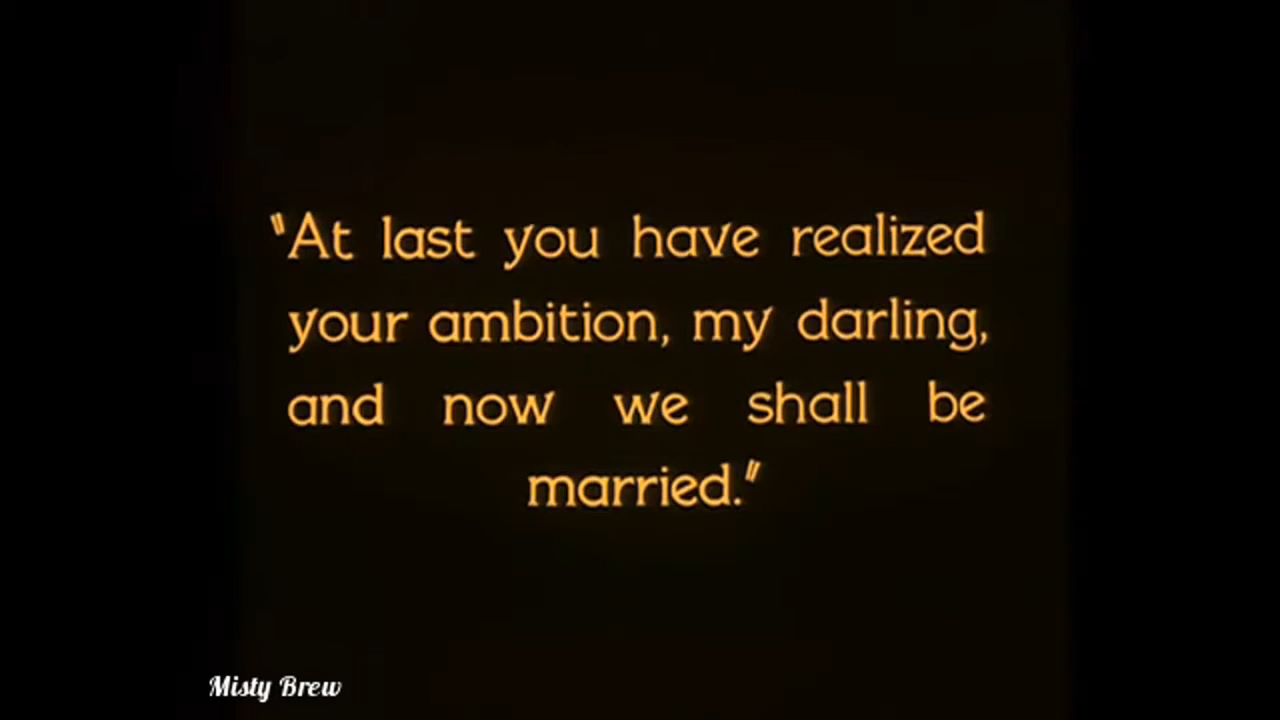 "At last you have realized
your ambition, my darling,
and now we shall be
married."
Misty Brew